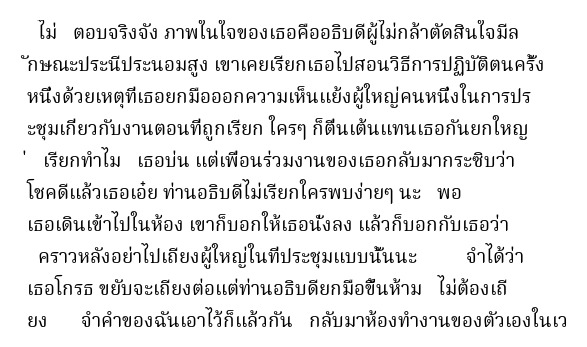 ไม่ ตอบจริงจัง ภาพในใจของเธอคืออธิบดีผู้ไม่กล้าตัดสินใจมีล
ักษณะประนีประนอมสูง เขาเคยเรียกเธอไปสอนวิธีการปฏิบัติตนครั้ง
หนึ่งด้วยเหตุที่เธอยกมือออกความเห็นแย้งผู้ใหญ่คนหนึ่งในการปร
ะชุมเกี่ยวกับงานตอนที่ถูกเรียก ใครๆ ก็ตื่นเต้นแทนเธอกันยกใหญ
่ เรียกทำไม เธอบ่น แต่เพื่อนร่วมงานของเธอกลับมากระซิบว่า
โชคดีแล้วเธอเอ๋ย ท่านอธิบดีไม่เรียกใครพบง่ายๆ นะ พอ
เธอเดินเข้าไปในห้อง เขาก็บอกให้เธอนั่งลง แล้วก็บอกกับเธอว่า
คราวหลังอย่าไปเถียงผู้ใหญ่ในที่ประชุมแบบนั้นนะ จำได้ว่า
เธอโกรธ ขยับจะเถียงต่อแต่ท่านอธิบดียกมือขึ้นห้าม ไม่ต้องเถี
ยง จำคำของฉันเอาไว้ก็แล้วกัน กลับมาห้องทำงานของตัวเองในเว